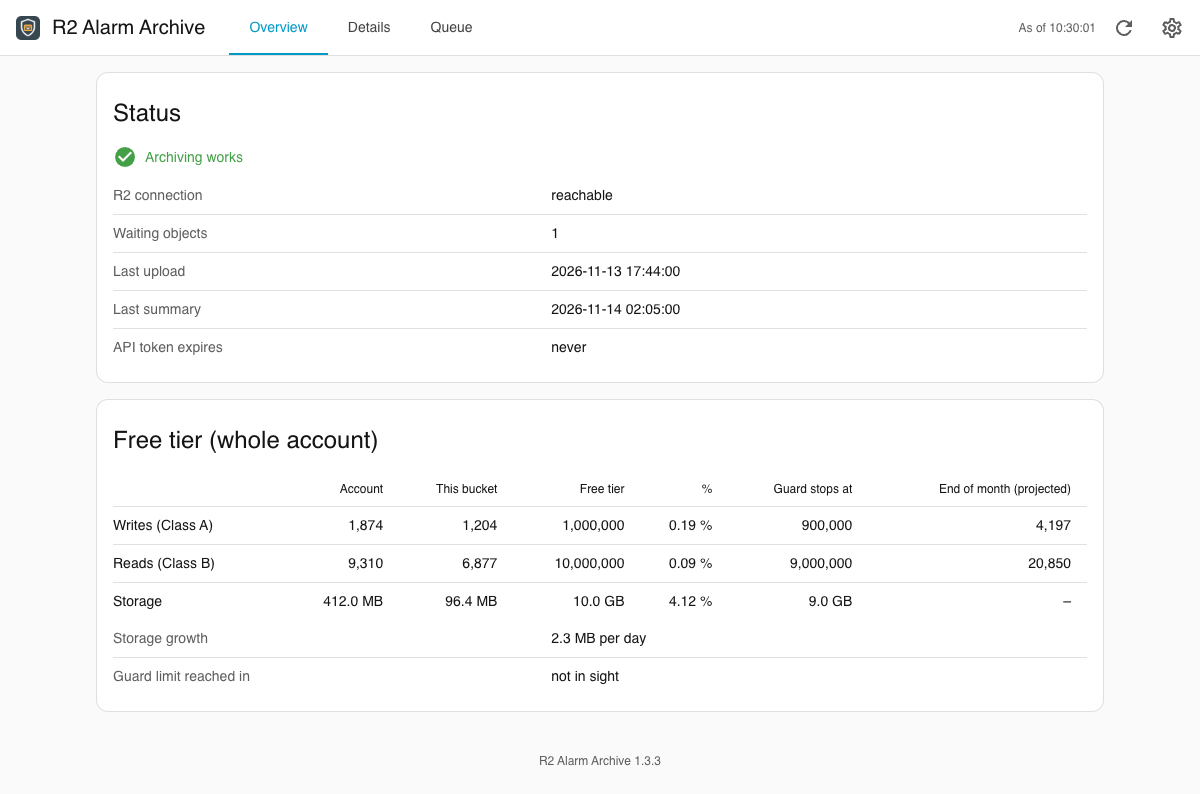 R2 Alarm Archive Overview Details Queue As of 10:30:01
Status
Archiving works
R2 connection reachable
Waiting objects 1
Last upload 2026-11-13 17:44:00
Last summary 2026-11-14 02:05:00
API token expires never
Free tier (whole account)
Account This bucket Free tier % Guard stops at End of month (projected)
Writes (Class A) 1,874 1,204 1,000,000 0.19 % 900,000 4,197
Reads (Class B) 9,310 6,877 10,000,000 0.09 % 9,000,000 20,850
Storage 412.0 MB 96.4 MB 10.0 GB 4.12 % 9.0 GB –
Storage growth 2.3 MB per day
Guard limit reached in not in sight
R2 Alarm Archive 1.3.3